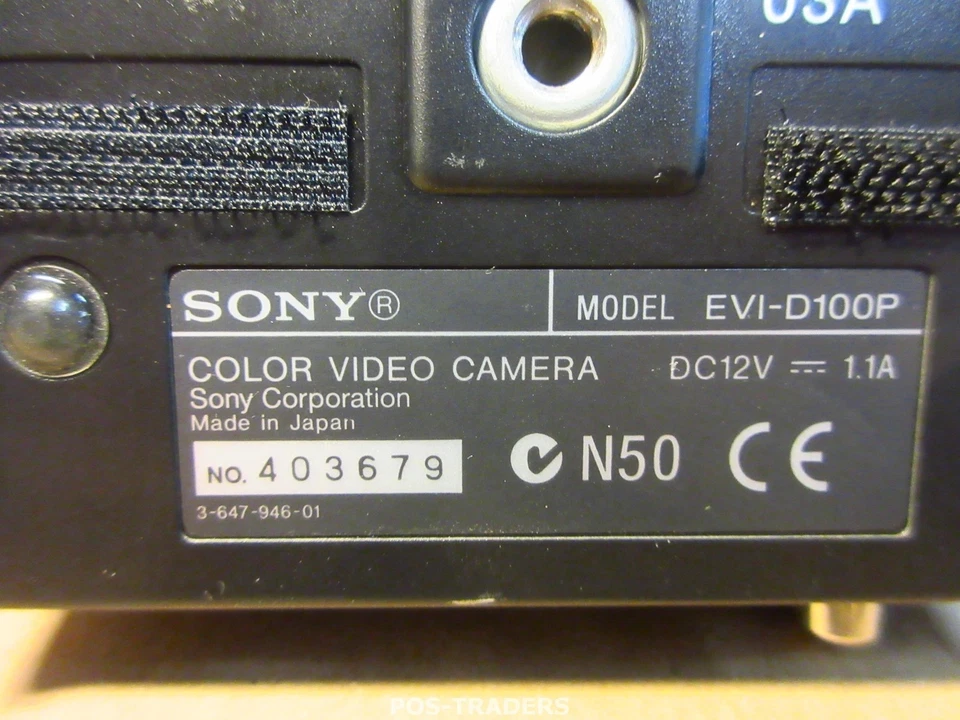 USA
SONY®
MODEL EVI-D100P
COLOR VIDEO CAMERA
DC12V ⎓ 1.1A
Sony Corporation
Made in Japan
NO. 403679
N50 CE
3-647-946-01
POS-TRADERS